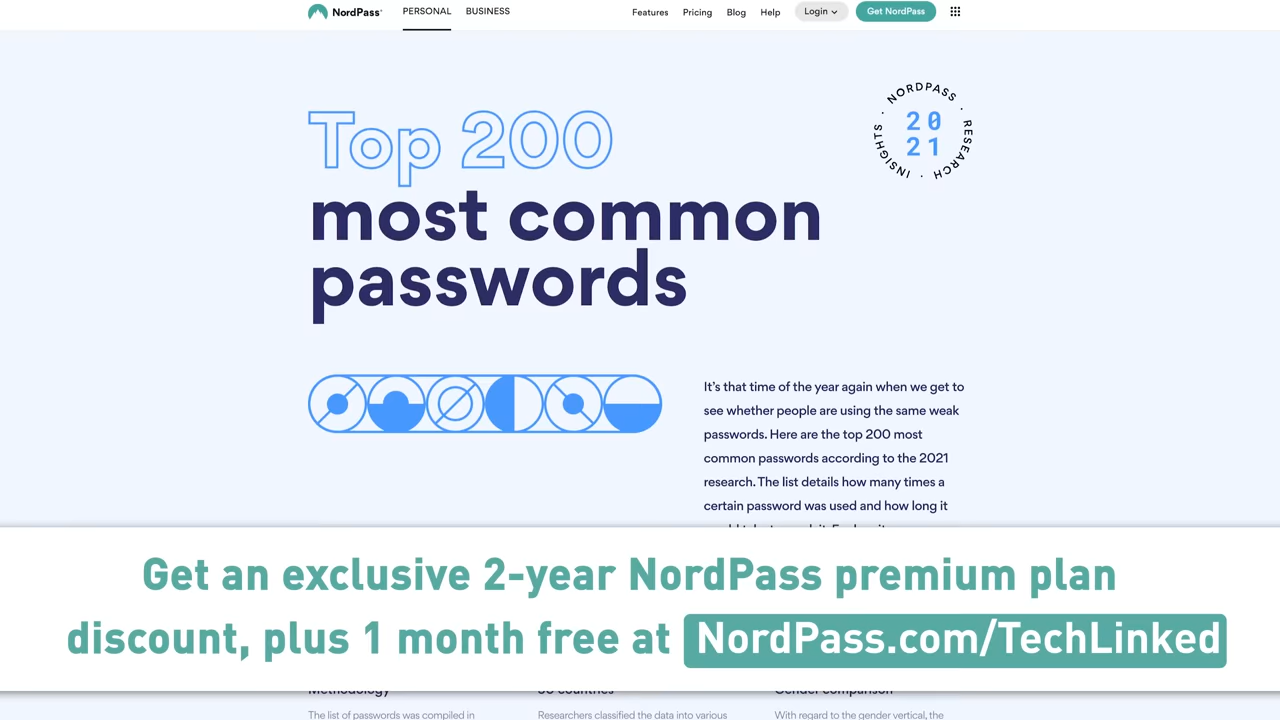 NordPass
PERSONAL
BUSINESS
Features
Pricing
Blog
Help
Login
Get NordPass
NORDPASS · RESEARCH · INSIGHTS ·
20
21
Top 200
most common
passwords
It's that time of the year again when we get to
see whether people are using the same weak
passwords. Here are the top 200 most
common passwords according to the 2021
research. The list details how many times a
certain password was used and how long it
Get an exclusive 2-year NordPass premium plan
discount, plus 1 month free at NordPass.com/TechLinked
Methodology
50 countries
Gender comparison
The list of passwords was compiled in
Researchers classified the data into various
With regard to the gender vertical, the